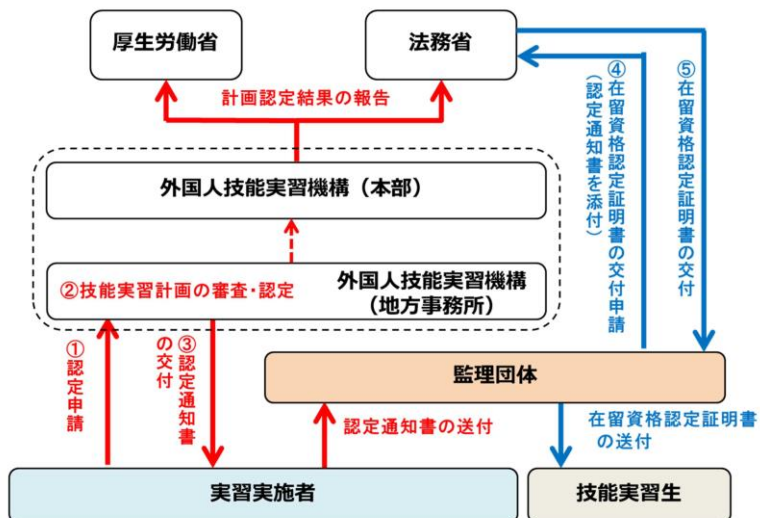 厚生労働省
法務省
計画認定結果の報告
④在留資格認定証明書の交付申請
(認定通知書を添付)
⑤在留資格認定証明書の交付
外国人技能実習機構(本部)
②技能実習計画の審査・認定
外国人技能実習機構
(地方事務所)
①認定申請
③認定通知書
の交付
監理団体
認定通知書の送付
在留資格認定証明書
の送付
実習実施者
技能実習生